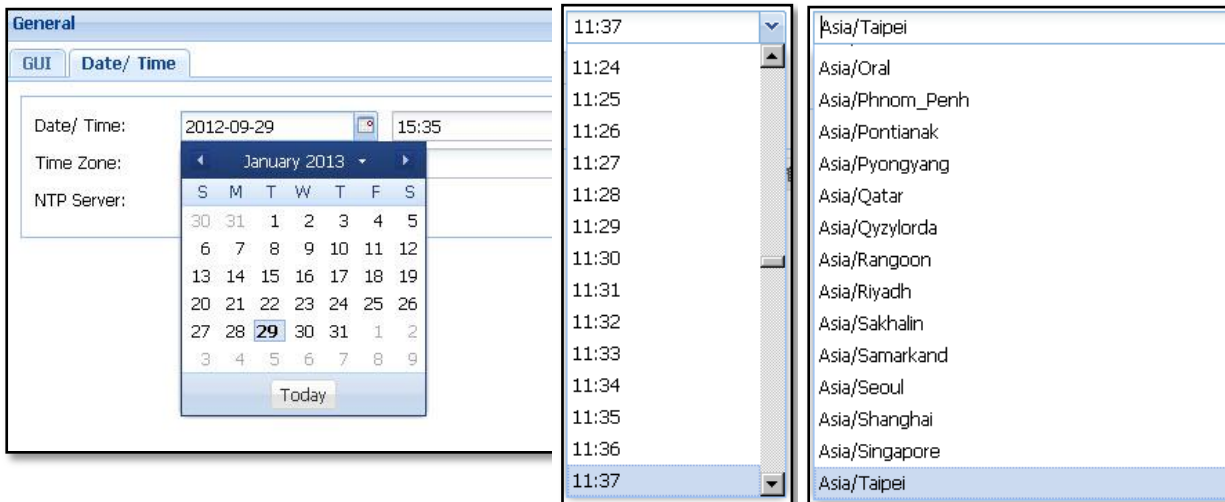 General
GUI Date/ Time
Date/ Time: 2012-09-29 15:35
Time Zone:
NTP Server:
January 2013
S M T W T F S
30 31 1 2 3 4 5
6 7 8 9 10 11 12
13 14 15 16 17 18 19
20 21 22 23 24 25 26
27 28 29 30 31 1 2
3 4 5 6 7 8 9
Today
11:37
11:24
11:25
11:26
11:27
11:28
11:29
11:30
11:31
11:32
11:33
11:34
11:35
11:36
11:37
Asia/Taipei
Asia/Oral
Asia/Phnom_Penh
Asia/Pontianak
Asia/Pyongyang
Asia/Qatar
Asia/Qyzylorda
Asia/Rangoon
Asia/Riyadh
Asia/Sakhalin
Asia/Samarkand
Asia/Seoul
Asia/Shanghai
Asia/Singapore
Asia/Taipei